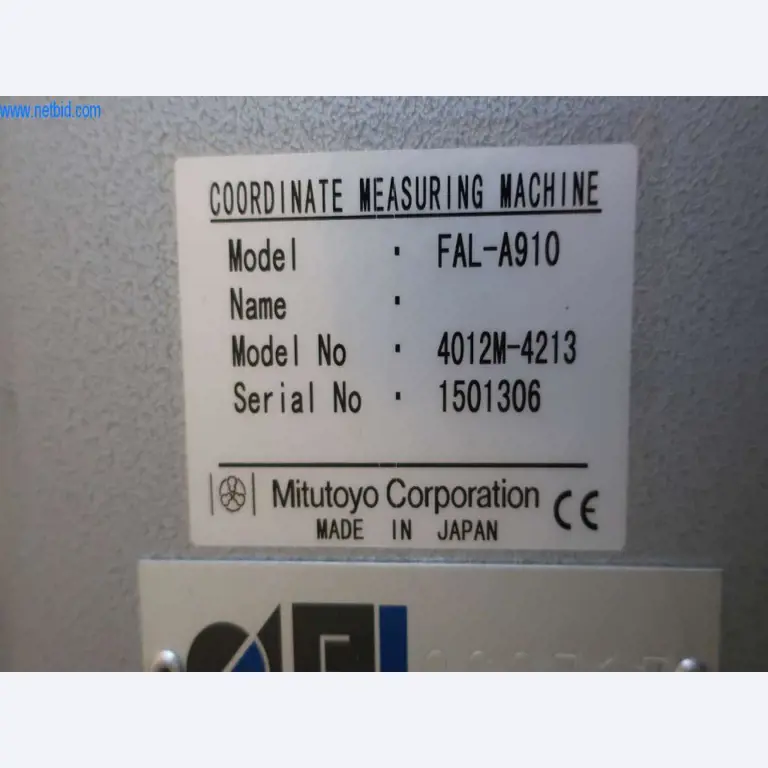 www.netbid.com
COORDINATE MEASURING MACHINE
Model · FAL-A910
Name ·
Model No · 4012M-4213
Serial No · 1501306
Mitutoyo Corporation CE
MADE IN JAPAN